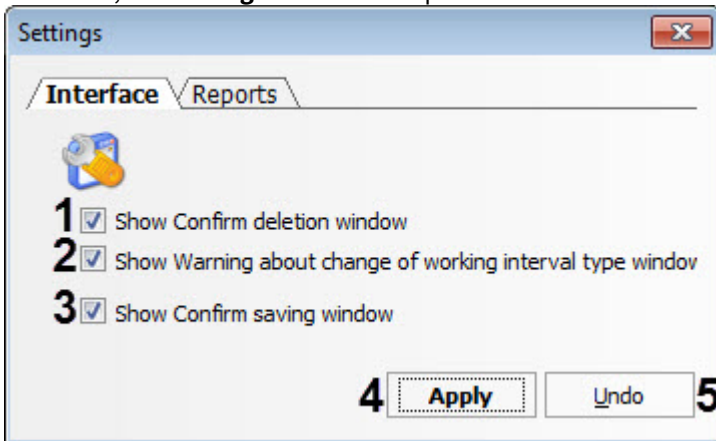 Settings
Interface Reports
1 Show Confirm deletion window
2 Show Warning about change of working interval type window
3 Show Confirm saving window
4 Apply Undo 5